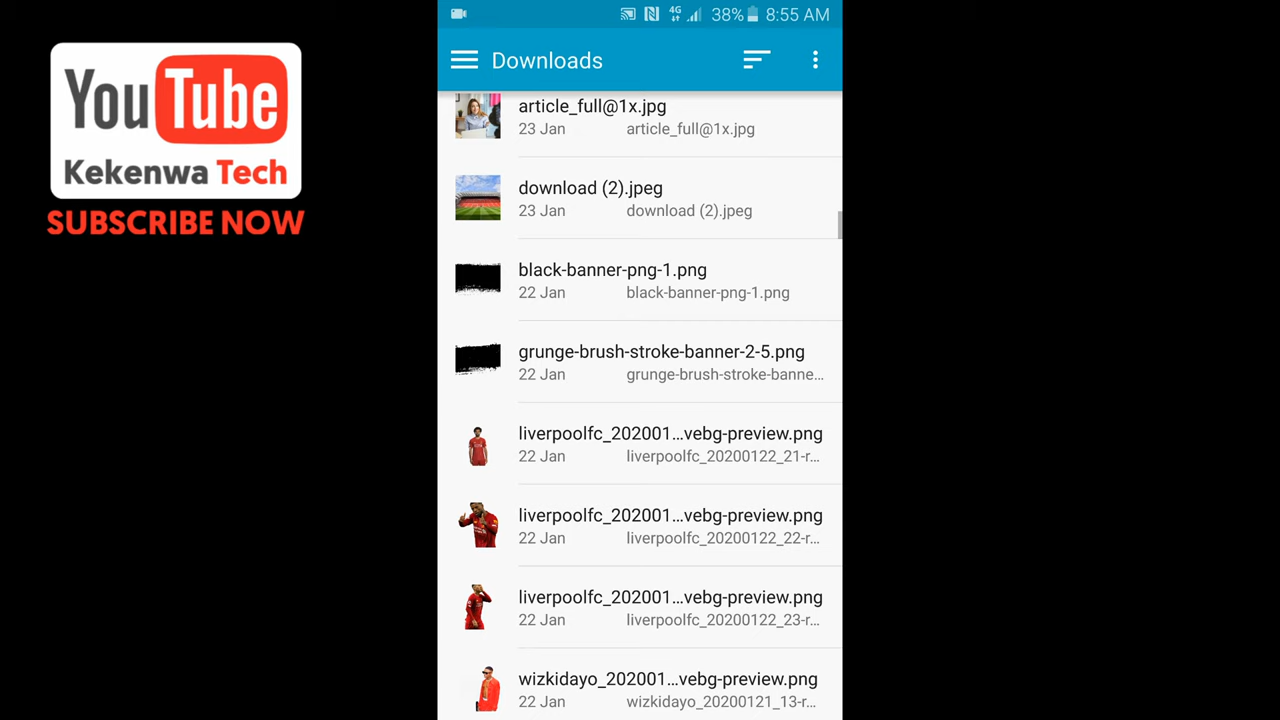 YouTube
Kekenwa Tech
SUBSCRIBE NOW
4G 38% 8:55 AM
Downloads
article_full@1x.jpg
23 Jan article_full@1x.jpg
download (2).jpeg
23 Jan download (2).jpeg
black-banner-png-1.png
22 Jan black-banner-png-1.png
grunge-brush-stroke-banner-2-5.png
22 Jan grunge-brush-stroke-banne...
liverpoolfc_202001...vebg-preview.png
22 Jan liverpoolfc_20200122_21-r...
liverpoolfc_202001...vebg-preview.png
22 Jan liverpoolfc_20200122_22-r...
liverpoolfc_202001...vebg-preview.png
22 Jan liverpoolfc_20200122_23-r...
wizkidayo_202001...vebg-preview.png
22 Jan wizkidayo_20200121_13-r...